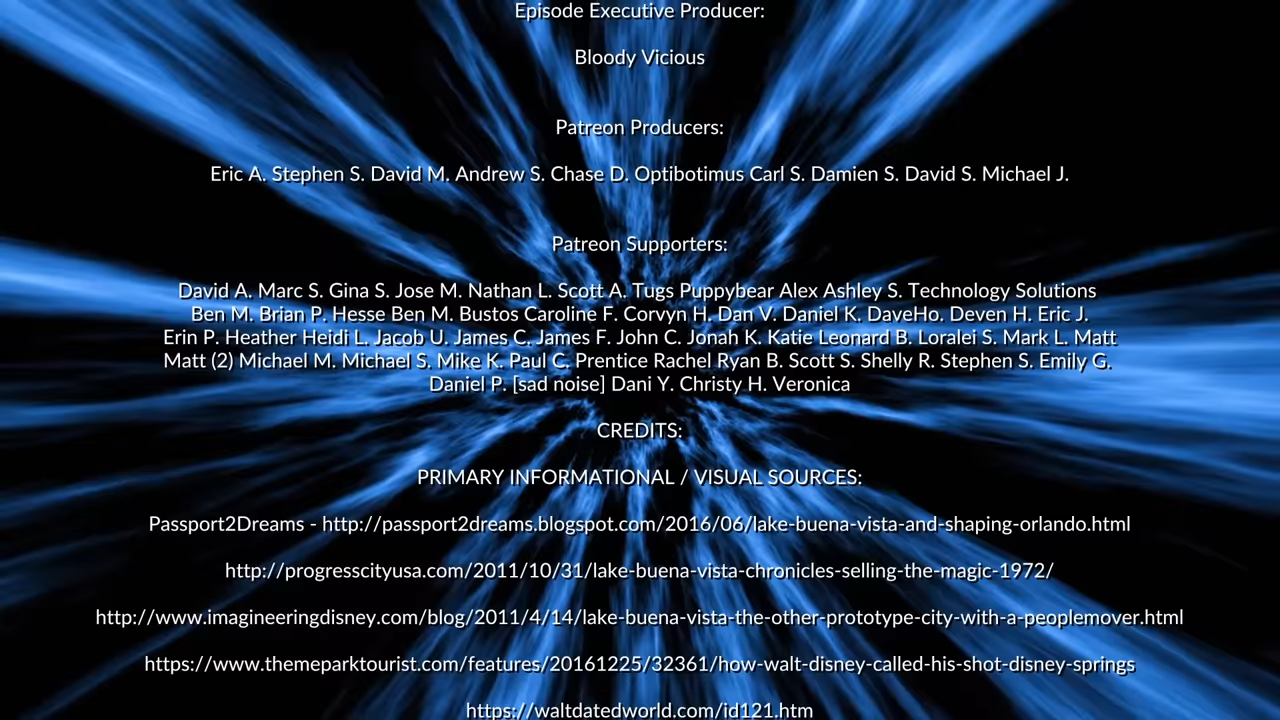 Episode Executive Producer:
Bloody Vicious
Patreon Producers:
Eric A. Stephen S. David M. Andrew S. Chase D. Optibotimus Carl S. Damien S. David S. Michael J.
Patreon Supporters:
David A. Marc S. Gina S. Jose M. Nathan L. Scott A. Tugs Puppybear Alex Ashley S. Technology Solutions
Ben M. Brian P. Hesse Ben M. Bustos Caroline F. Corvyn H. Dan V. Daniel K. DaveHo. Deven H. Eric J.
Erin P. Heather Heidi L. Jacob U. James C. James F. John C. Jonah K. Katie Leonard B. Loralei S. Mark L. Matt
Matt (2) Michael M. Michael S. Mike K. Paul C. Prentice Rachel Ryan B. Scott S. Shelly R. Stephen S. Emily G.
Daniel P. [sad noise] Dani Y. Christy H. Veronica
CREDITS:
PRIMARY INFORMATIONAL / VISUAL SOURCES:
Passport2Dreams - http://passport2dreams.blogspot.com/2016/06/lake-buena-vista-and-shaping-orlando.html
http://progresscityusa.com/2011/10/31/lake-buena-vista-chronicles-selling-the-magic-1972/
http://www.imagineeringdisney.com/blog/2011/4/14/lake-buena-vista-the-other-prototype-city-with-a-peoplemover.html
https://www.themeparktourist.com/features/20161225/32361/how-walt-disney-called-his-shot-disney-springs
https://waltdatedworld.com/id121.htm